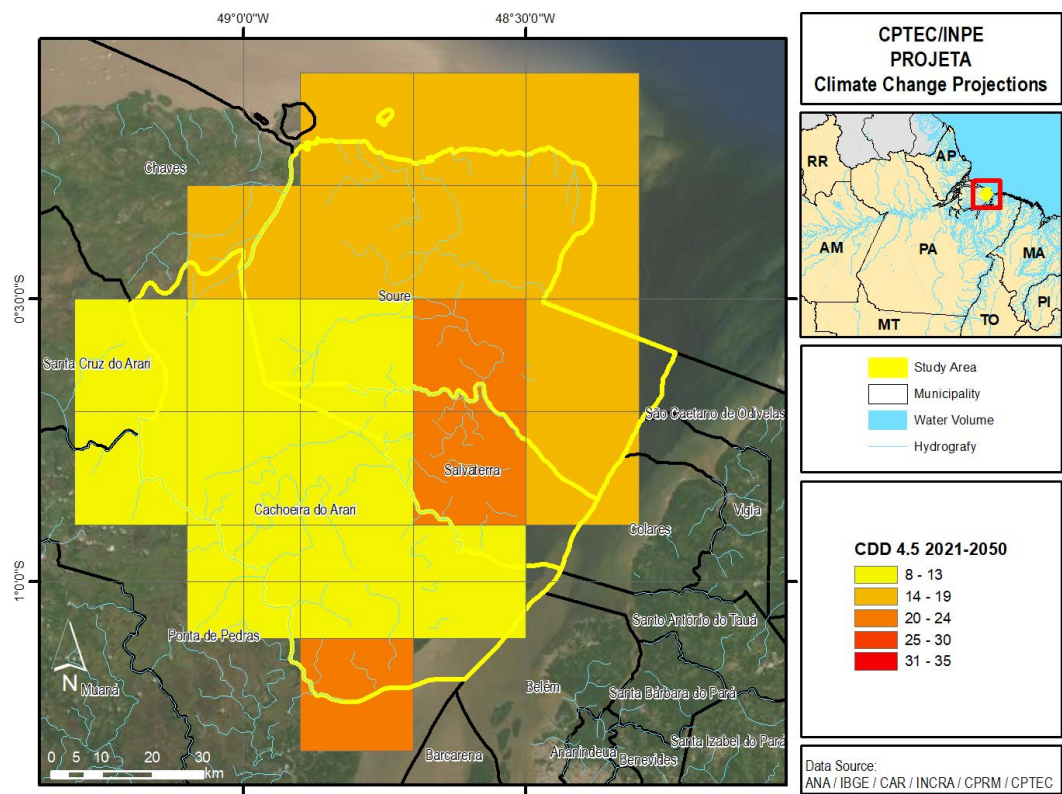 49°0'0"W
48°30'0"W
CPTEC/INPE
PROJETA
Climate Change Projections
Chaves
RR
AP
AM
PA
MA
PI
MT
TO
0°30'0"S
Soure
Santa Cruz do Arari
Study Area
Municipality
Water Volume
Hydrografy
São Caetano de Odivelas
Salvaterra
Cachoeira do Arari
Vigia
Colares
CDD 4.5 2021-2050
8 - 13
14 - 19
20 - 24
25 - 30
31 - 35
1°0'0"S
Santo Antônio do Tauá
Ponta de Pedras
N
Muaná
Belém
Santa Bárbara do Pará
Santa Izabel do Pará
Ananindeua
Benevides
Barcarena
0 5 10 20 30
km
Data Source:
ANA / IBGE / CAR / INCRA / CPRM / CPTEC